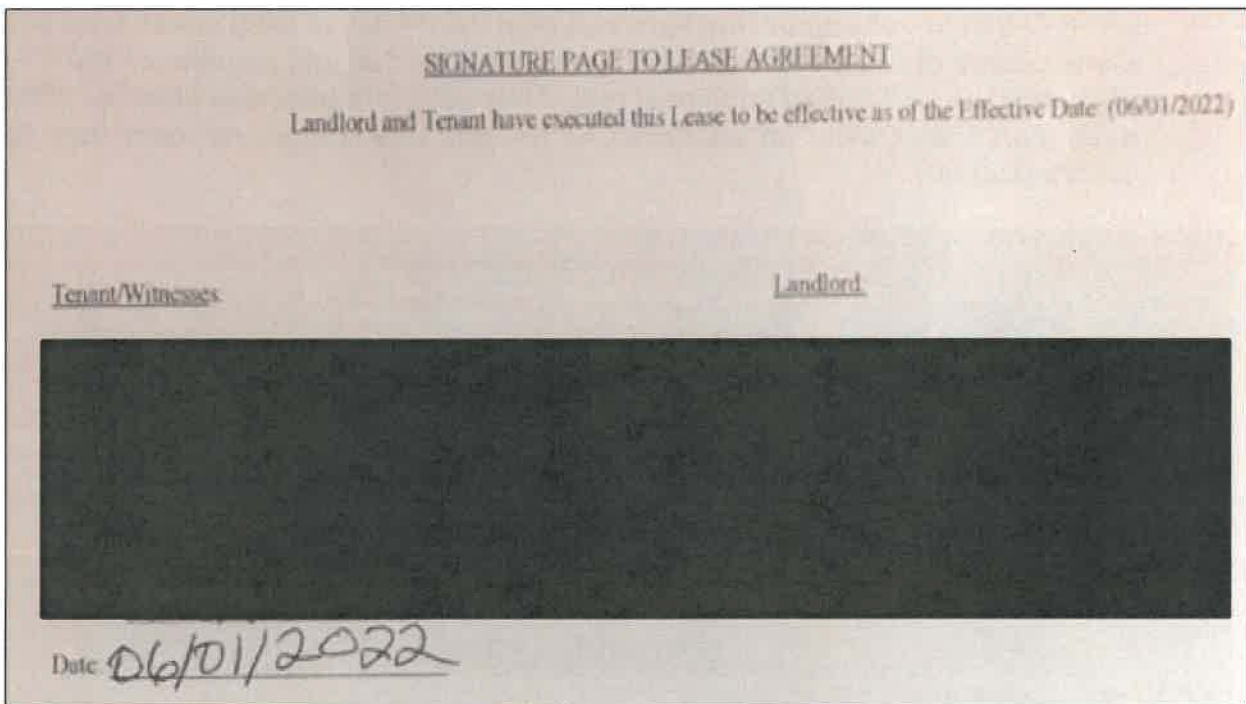 SIGNATURE PAGE TO LEASE AGREEMENT
Landlord and Tenant have executed this Lease to be effective as of the Effective Date: (06/01/2022)
Tenant/Witnesses:
Landlord:
Date: 06/01/2022